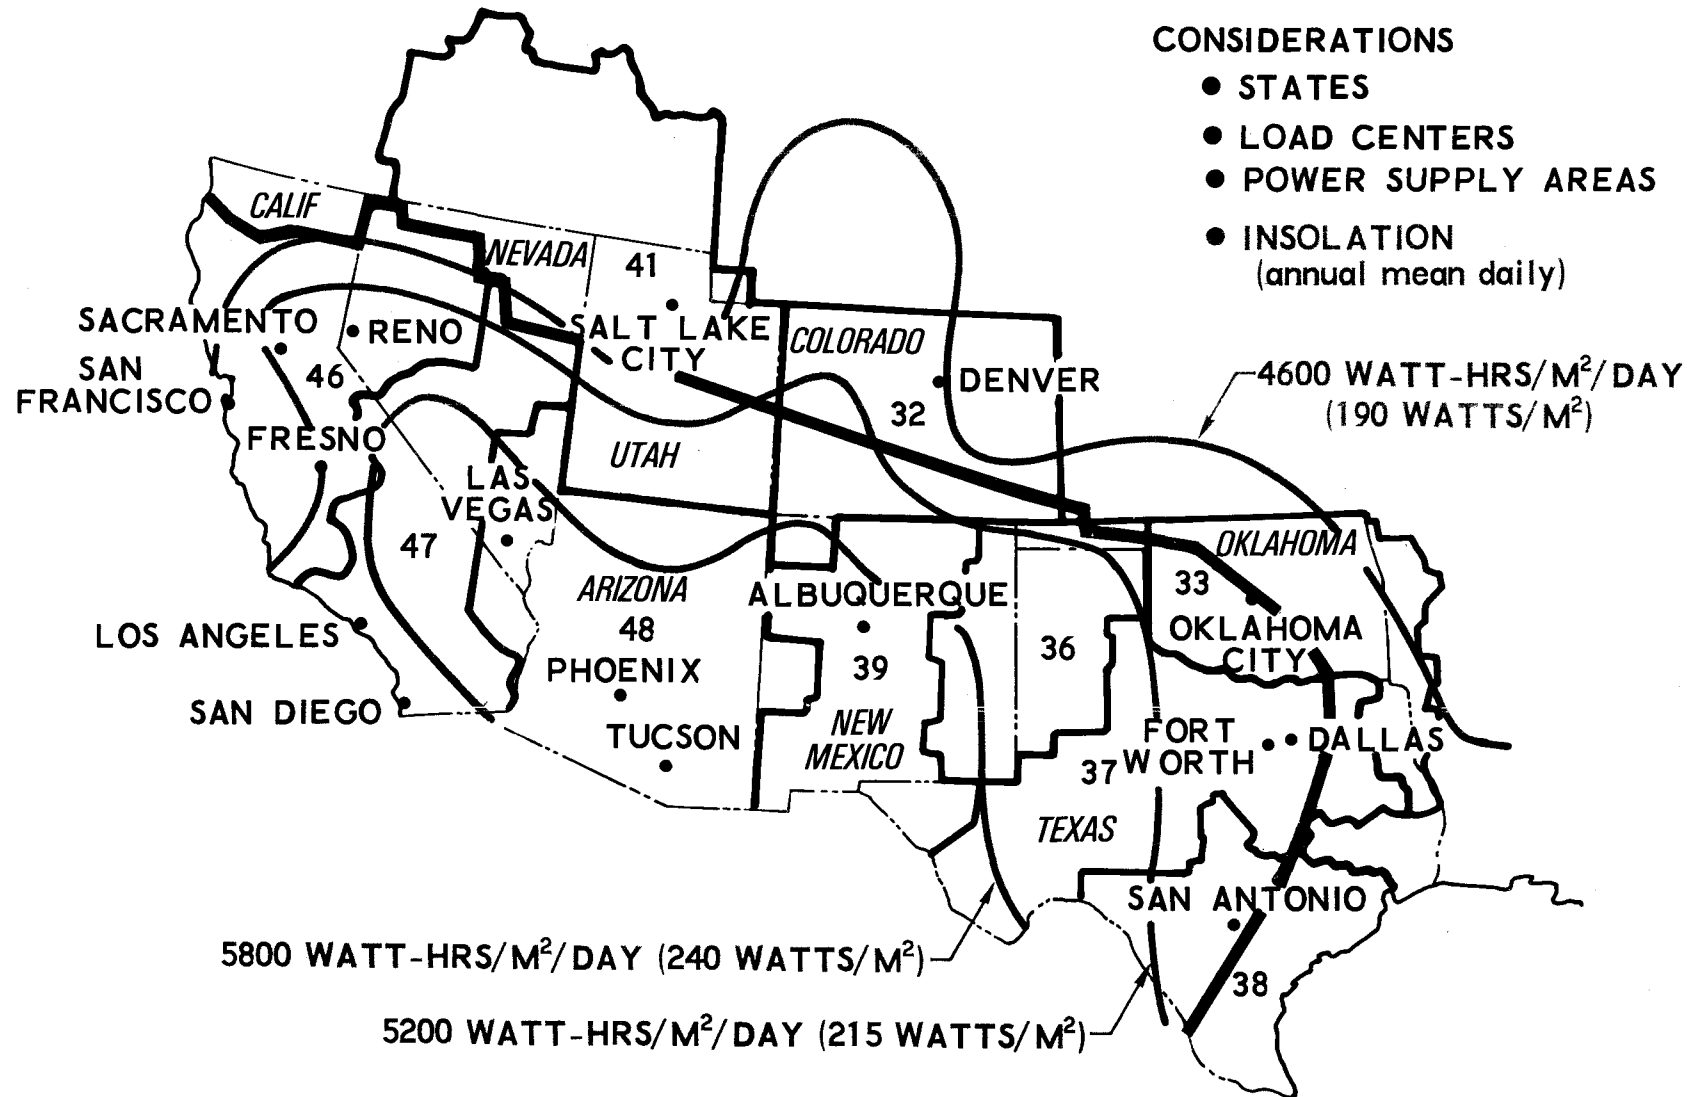 CONSIDERATIONS
• STATES
• LOAD CENTERS
• POWER SUPPLY AREAS
• INSOLATION
(annual mean daily)
CALIF
NEVADA
41
SACRAMENTO
RENO
SALT LAKE
CITY
COLORADO
SAN
FRANCISCO
46
DENVER
4600 WATT-HRS/M²/DAY
(190 WATTS/M²)
32
FRESNO
UTAH
LAS
VEGAS
47
OKLAHOMA
ARIZONA
ALBUQUERQUE
33
LOS ANGELES
48
PHOENIX
39
36
OKLAHOMA
CITY
SAN DIEGO
TUCSON
NEW
MEXICO
FORT
WORTH
DALLAS
37
TEXAS
SAN ANTONIO
5800 WATT-HRS/M²/DAY (240 WATTS/M²)
38
5200 WATT-HRS/M²/DAY (215 WATTS/M²)